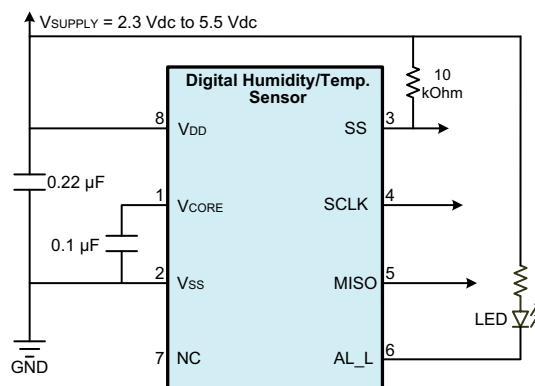 VSUPPLY = 2.3 Vdc to 5.5 Vdc
Digital Humidity/Temp.
Sensor
10
kOhm
8 VDD SS 3
0.22 µF
1 VCORE SCLK 4
0.1 µF
2 VSS MISO 5
LED
7 NC AL_L 6
GND